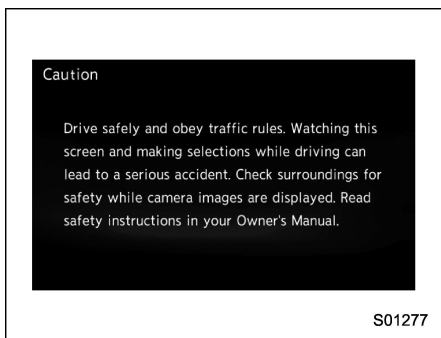 Caution
Drive safely and obey traffic rules. Watching this
screen and making selections while driving can
lead to a serious accident. Check surroundings for
safety while camera images are displayed. Read
safety instructions in your Owner's Manual.
S01277